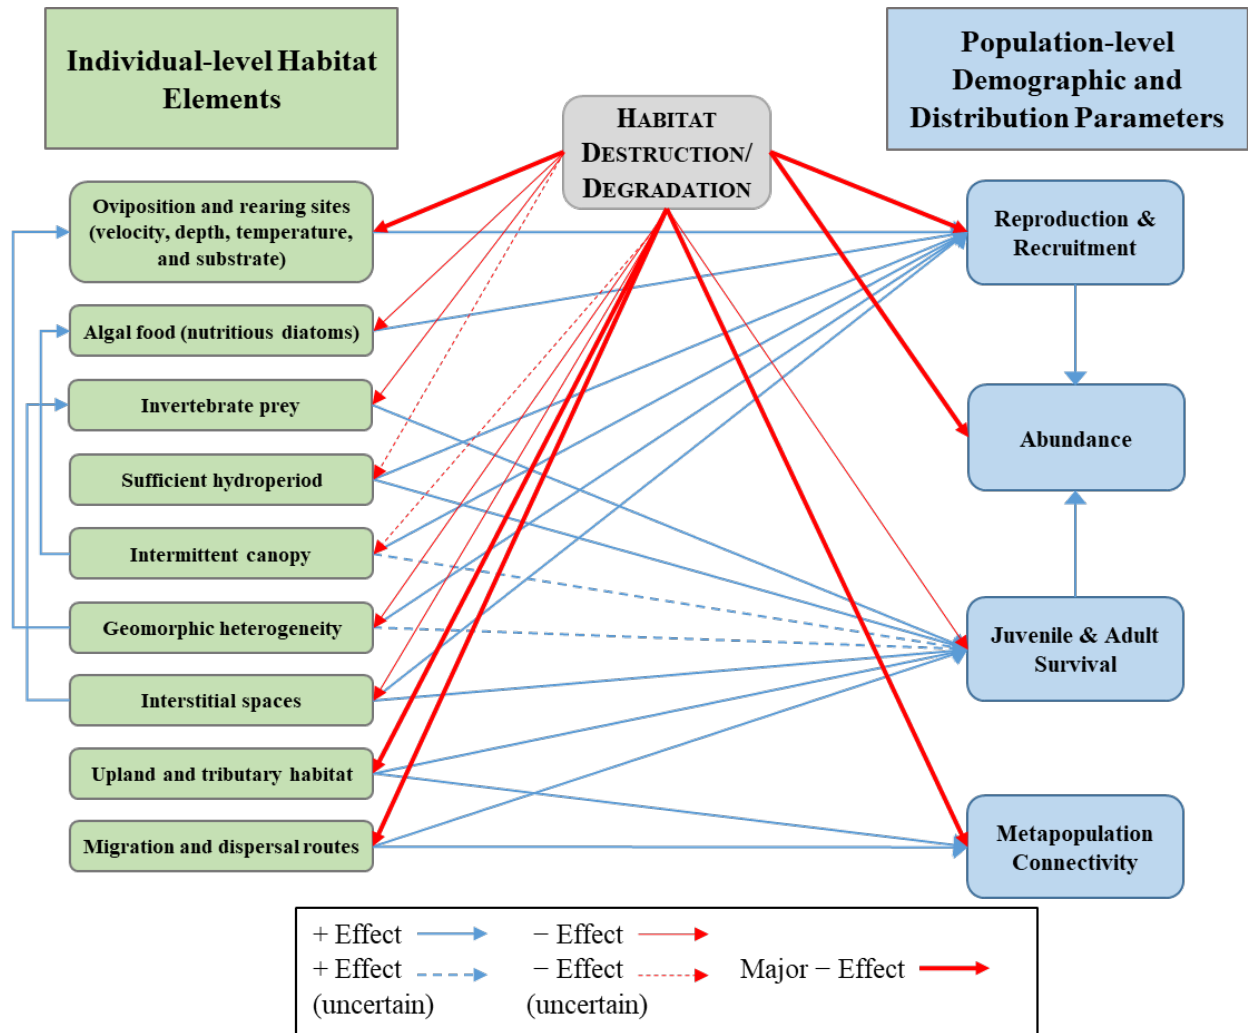 Individual-level Habitat
Elements
HABITAT
DESTRUCTION/
DEGRADATION
Population-level
Demographic and
Distribution Parameters
Oviposition and rearing sites
(velocity, depth, temperature,
and substrate)
Algal food (nutritious diatoms)
Invertebrate prey
Sufficient hydroperiod
Intermittent canopy
Geomorphic heterogeneity
Interstitial spaces
Upland and tributary habitat
Migration and dispersal routes
Reproduction &
Recruitment
Abundance
Juvenile & Adult
Survival
Metapopulation
Connectivity
+ Effect
− Effect
+ Effect
(uncertain)
− Effect
(uncertain)
Major − Effect